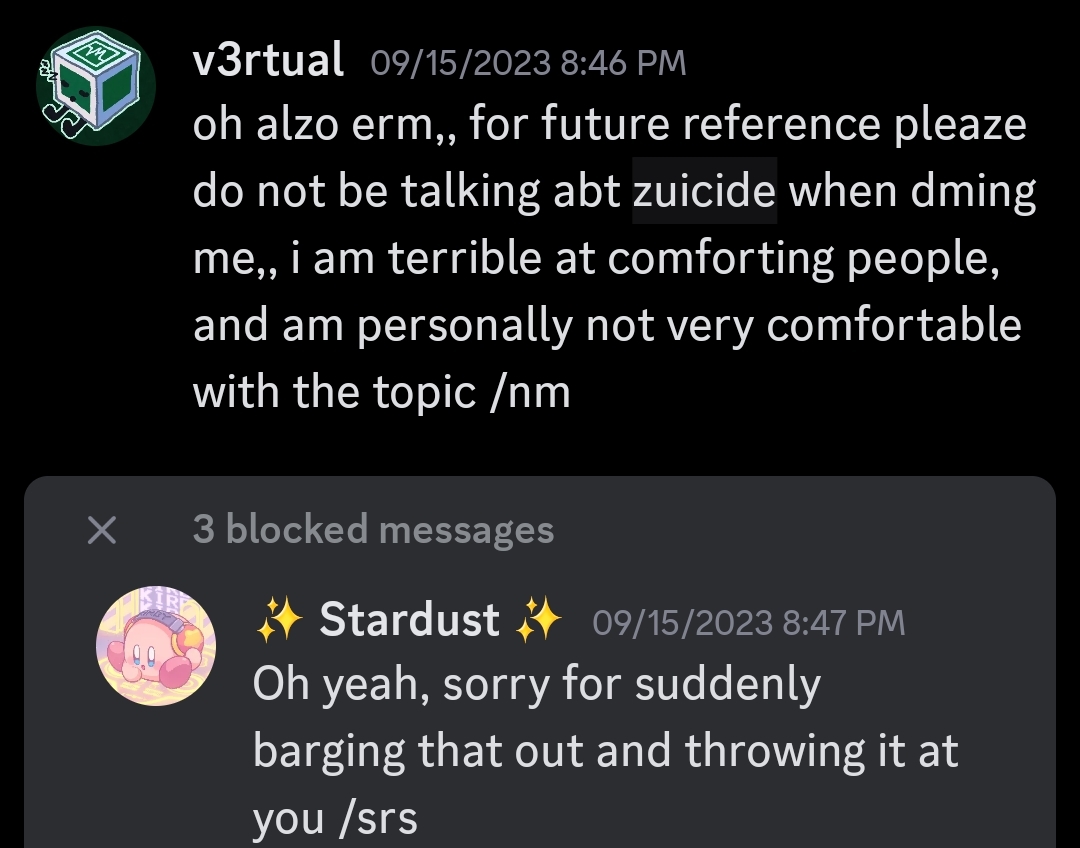 v3rtual 09/15/2023 8:46 PM
oh alzo erm,, for future reference pleaze
do not be talking abt zuicide when dming
me,, i am terrible at comforting people,
and am personally not very comfortable
with the topic /nm
3 blocked messages
✨ Stardust ✨ 09/15/2023 8:47 PM
Oh yeah, sorry for suddenly
barging that out and throwing it at
you /srs